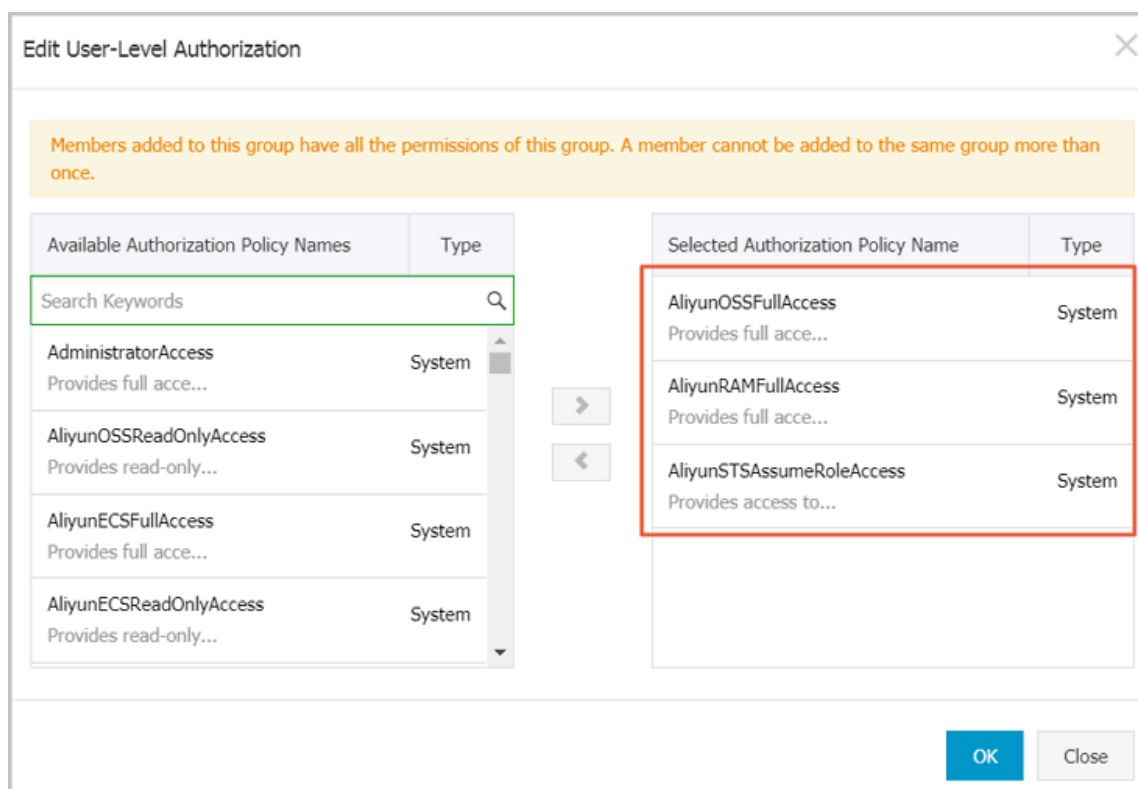 Edit User-Level Authorization
Members added to this group have all the permissions of this group. A member cannot be added to the same group more than
once.
Available Authorization Policy Names Type
Search Keywords
AdministratorAccess System
Provides full acce...
AliyunOSSReadOnlyAccess System
Provides read-only...
AliyunECSFullAccess System
Provides full acce...
AliyunECSReadOnlyAccess System
Provides read-only...
Selected Authorization Policy Name Type
AliyunOSSFullAccess System
Provides full acce...
AliyunRAMFullAccess System
Provides full acce...
AliyunSTSAssumeRoleAccess System
Provides access to...
OK Close